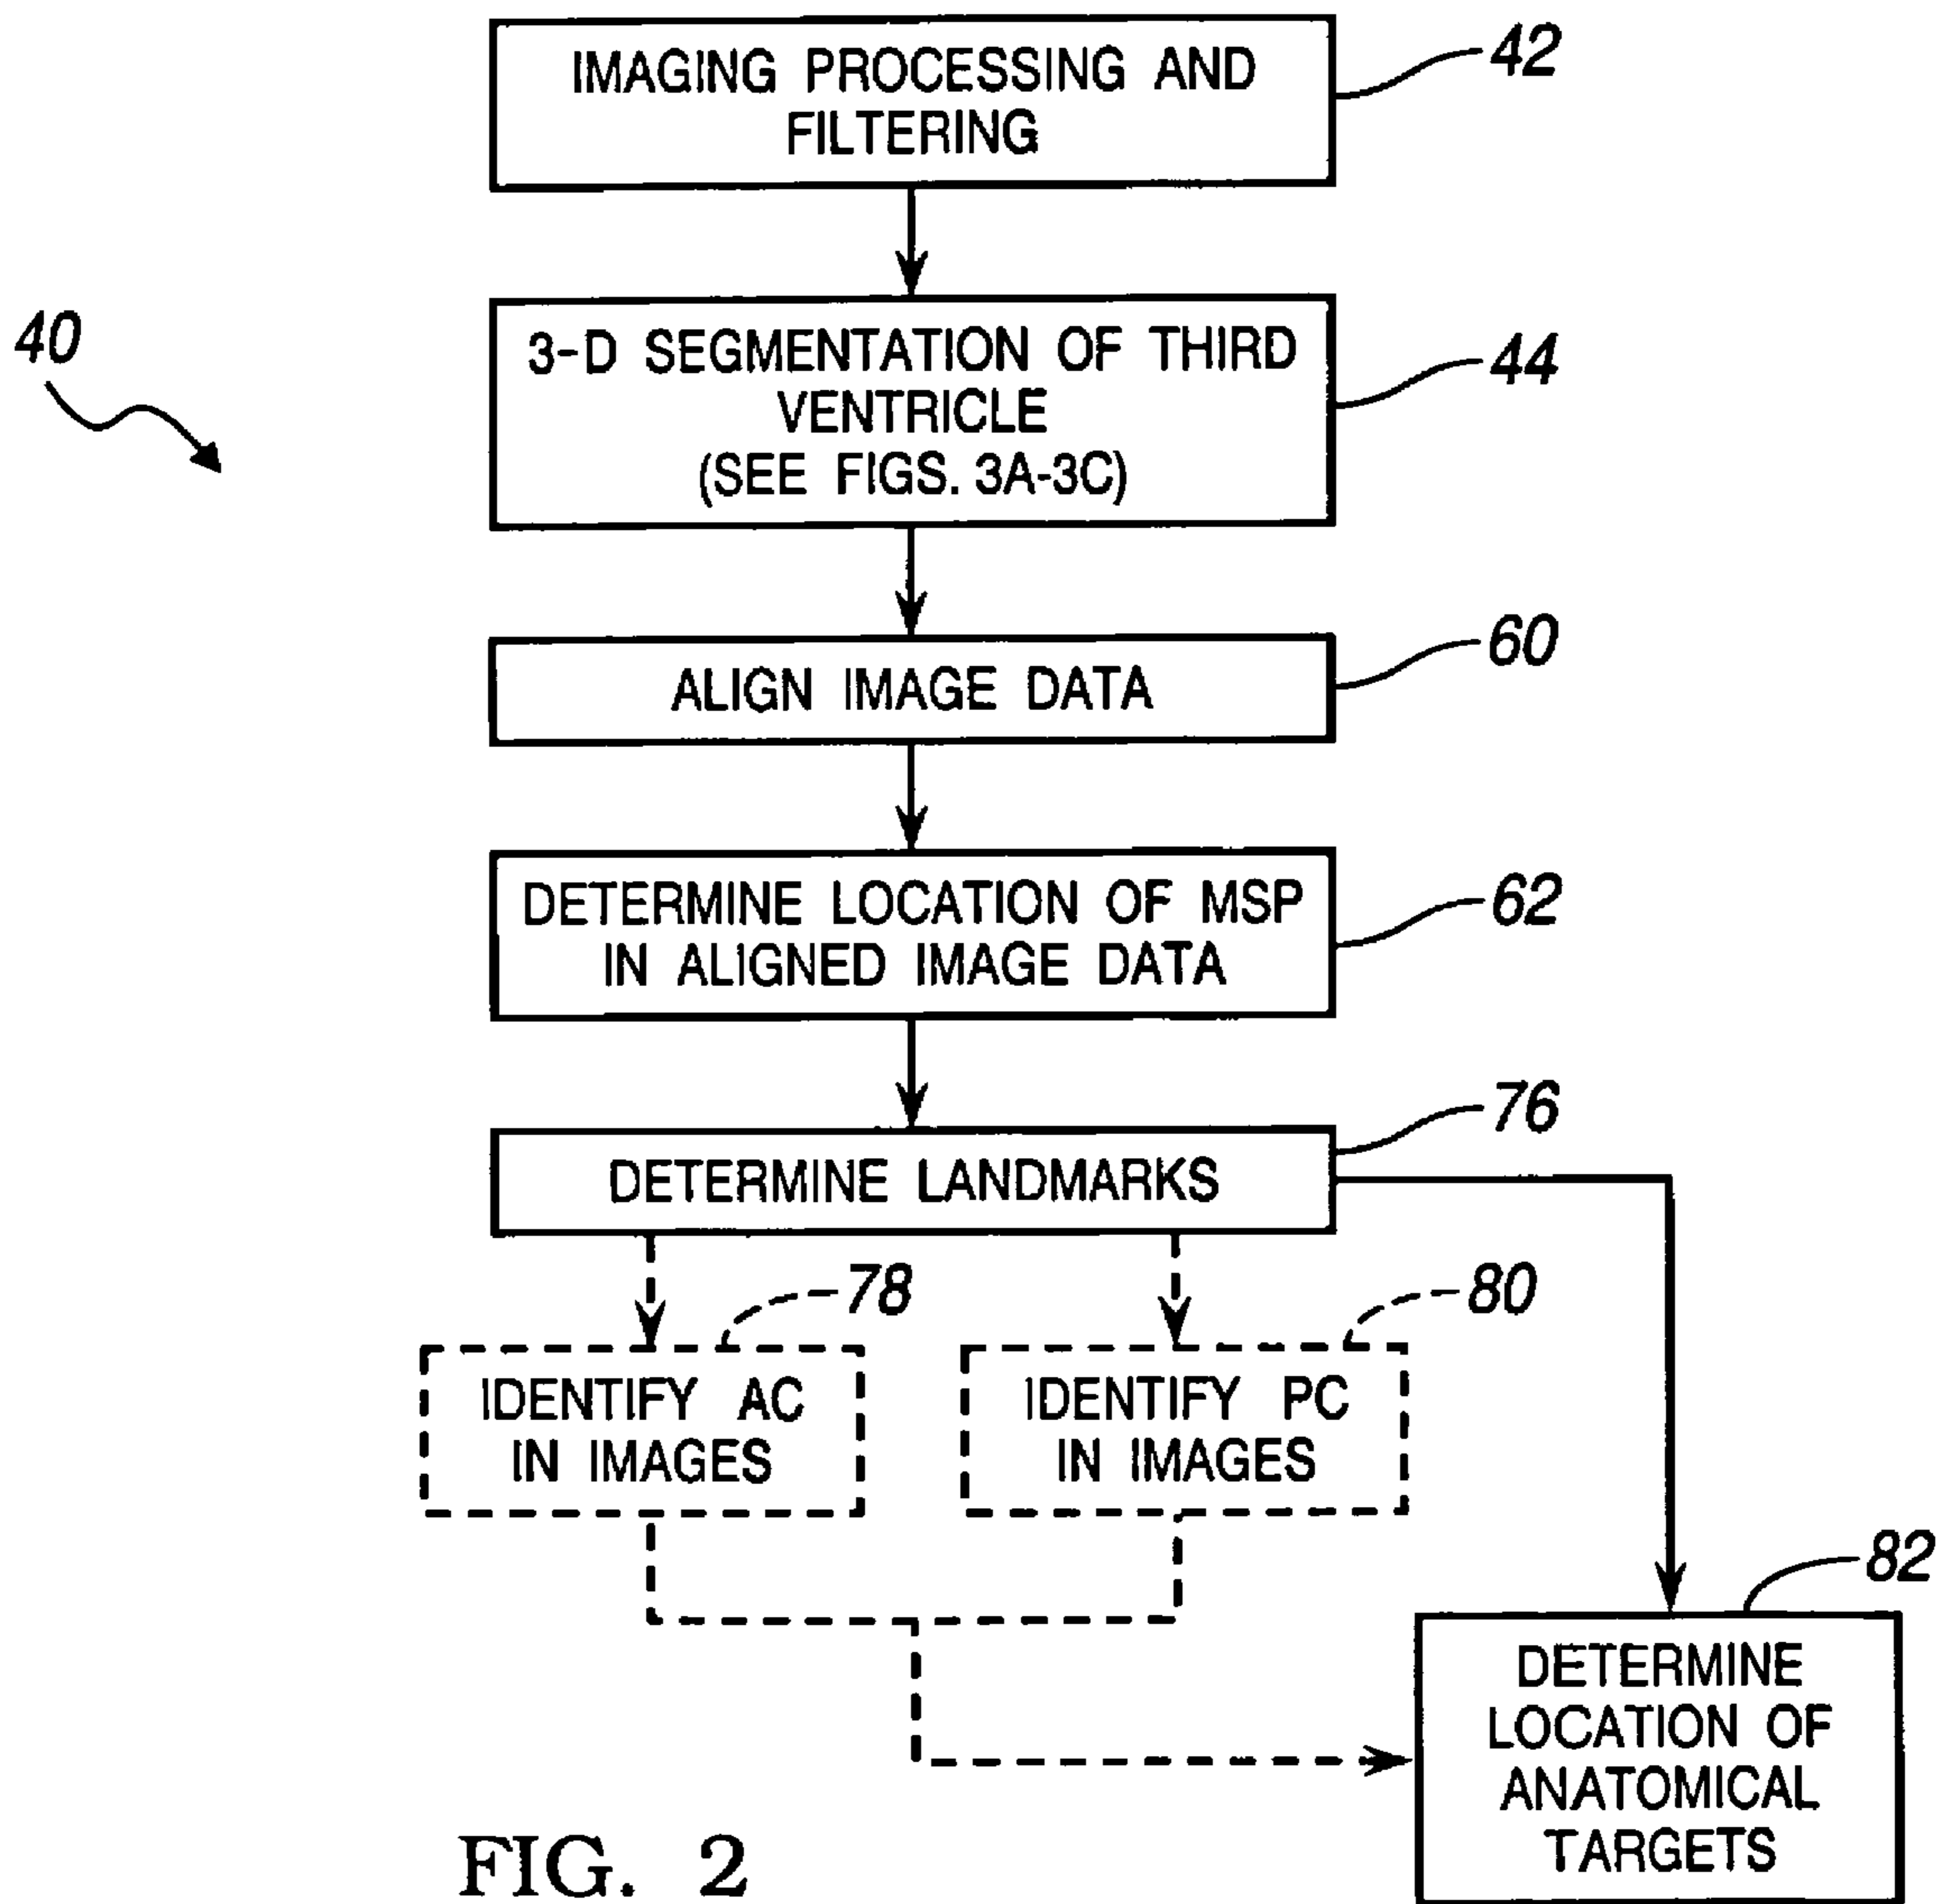 IMAGING PROCESSING AND
FILTERING
42
40
3-D SEGMENTATION OF THIRD
VENTRICLE
(SEE FIGS. 3A-3C)
44
ALIGN IMAGE DATA
60
DETERMINE LOCATION OF MSP
IN ALIGNED IMAGE DATA
62
DETERMINE LANDMARKS
76
78
IDENTIFY AC
IN IMAGES
80
IDENTIFY PC
IN IMAGES
82
DETERMINE
LOCATION OF
ANATOMICAL
TARGETS
FIG. 2